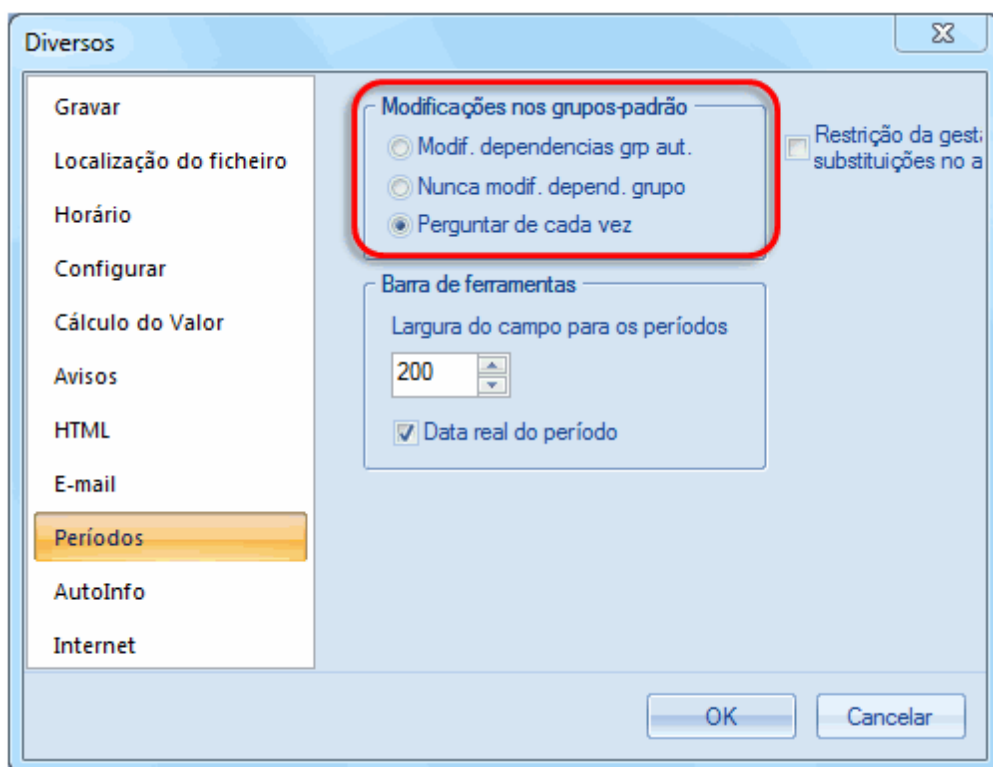 Diversos
Gravar
Localização do ficheiro
Horário
Configurar
Cálculo do Valor
Avisos
HTML
E-mail
Períodos
AutoInfo
Internet
Modificações nos grupos-padrão
Modif. dependencias grp aut.
Nunca modif. depend. grupo
Perguntar de cada vez
Restrição da gest
substituições no a
Barra de ferramentas
Largura do campo para os períodos
200
Data real do período
OK
Cancelar